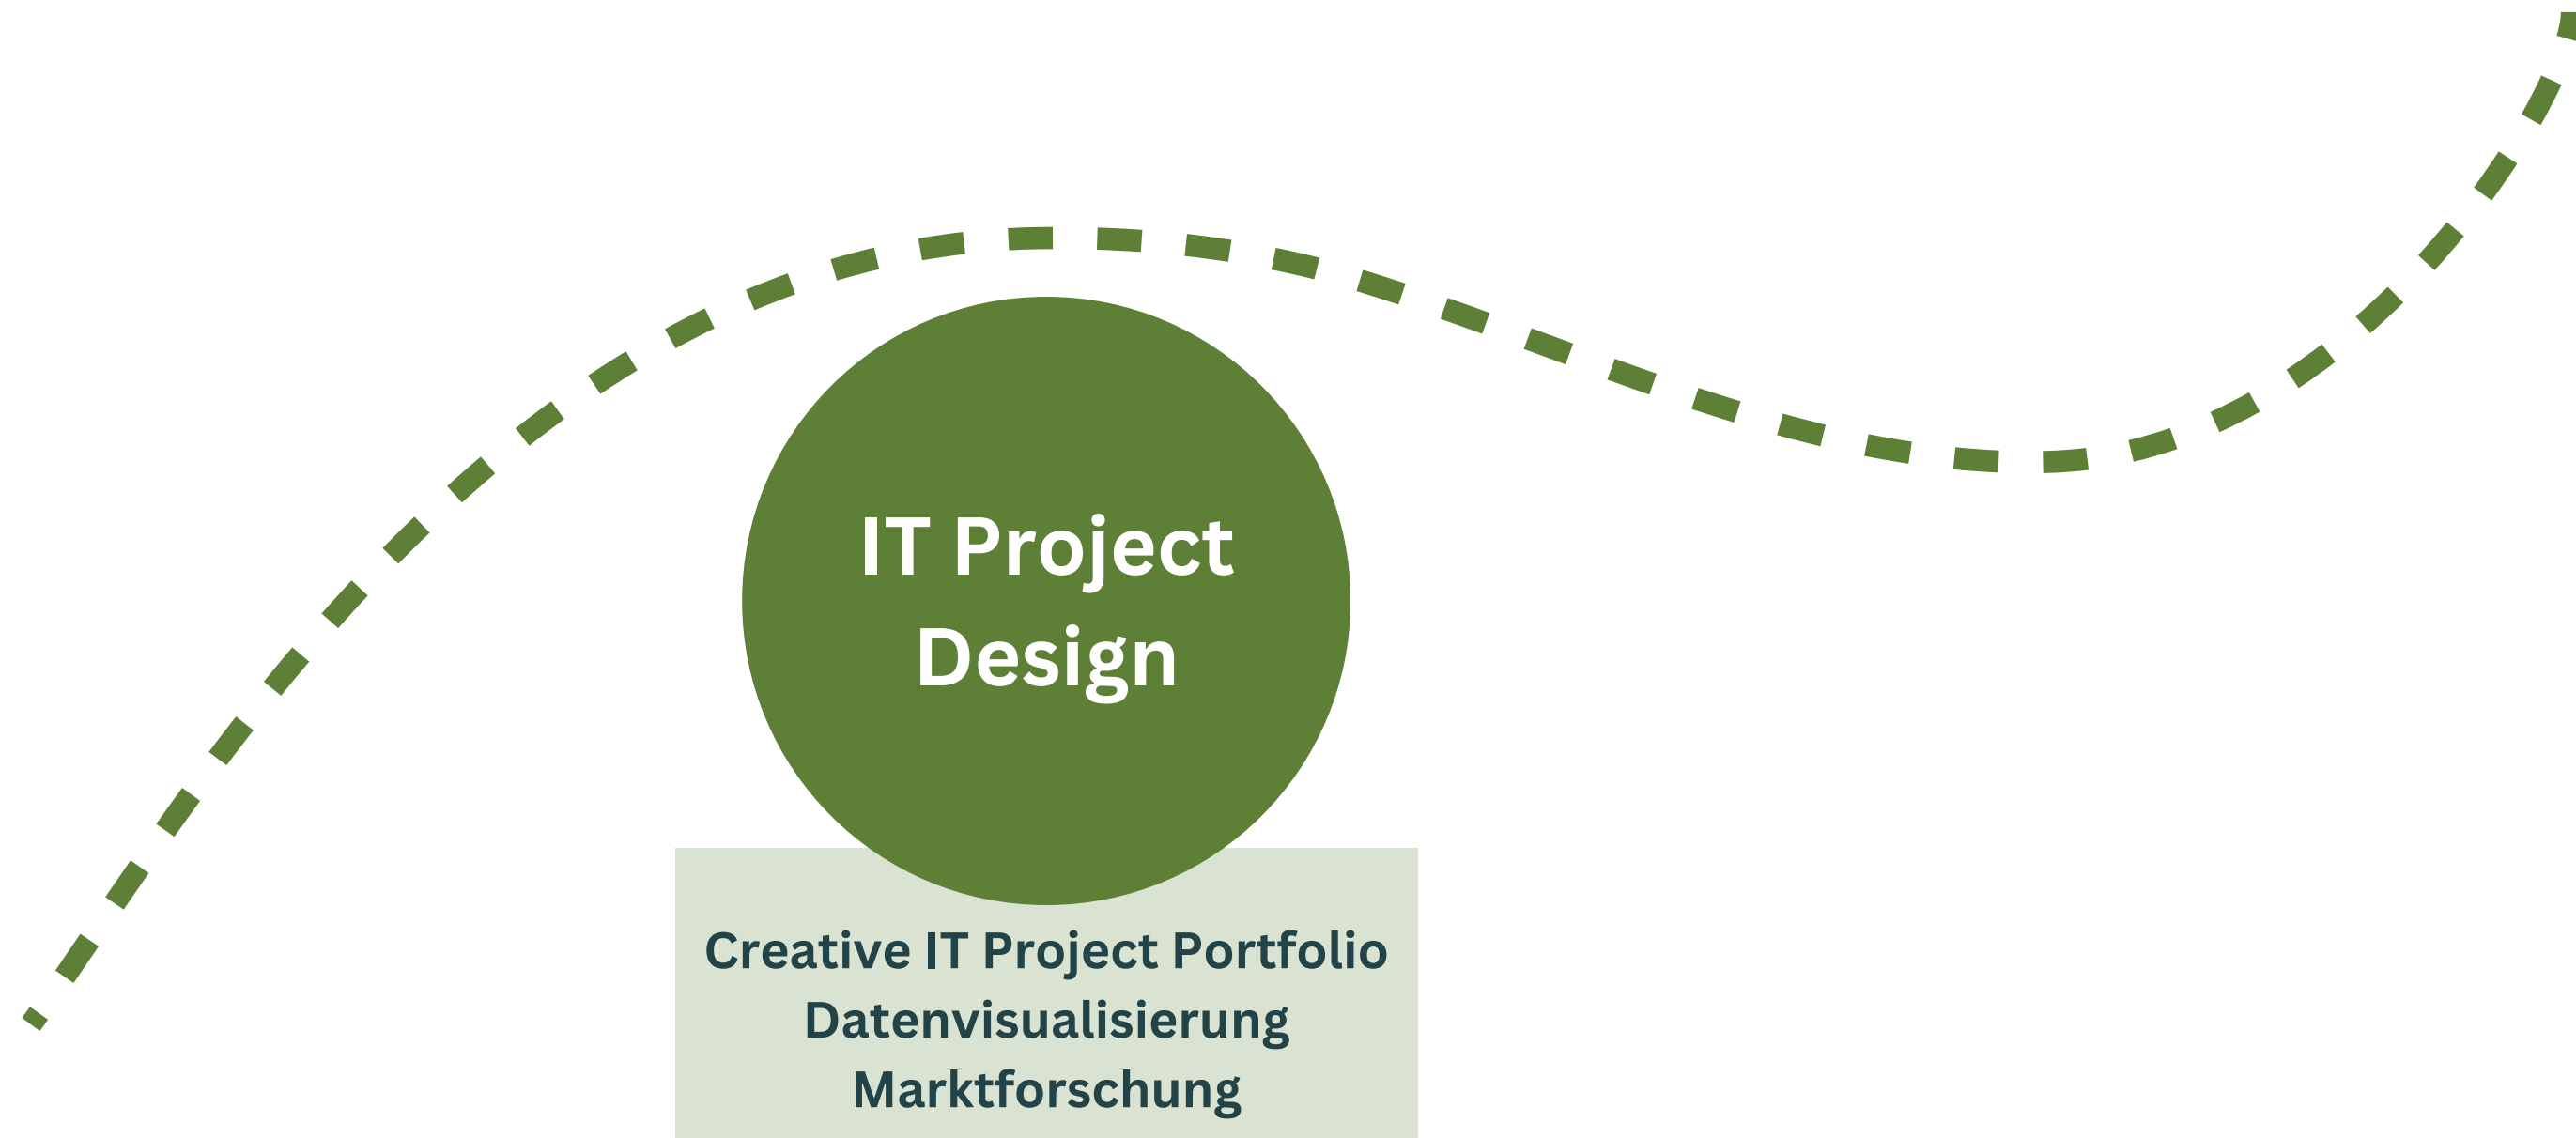 IT Project
Design
Creative IT Project Portfolio
Datenvisualisierung
Marktforschung